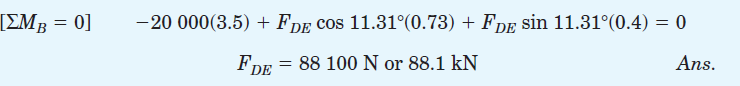 [ΣM_B = 0] −20 000(3.5) + F_DE cos 11.31°(0.73) + F_DE sin 11.31°(0.4) = 0
F_DE = 88 100 N or 88.1 kN Ans.